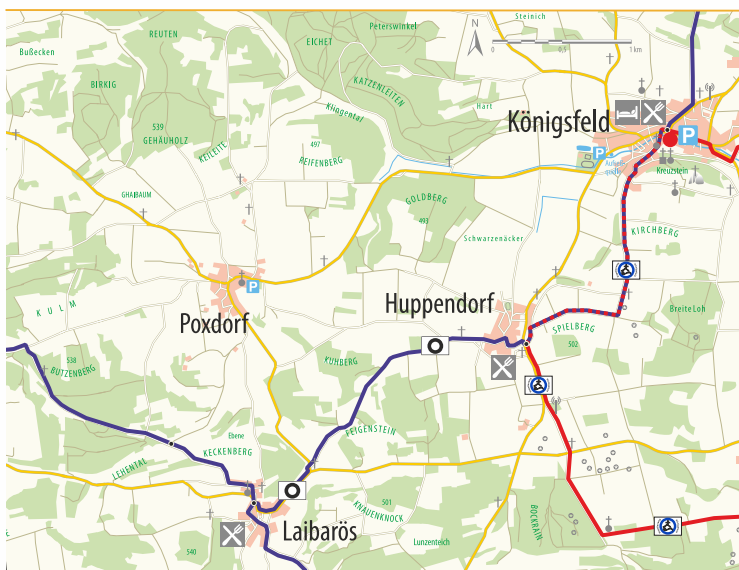 Steinich
Peterswinkel
REUTEN
EICHET
Bußecken
N
0
0,5
1 km
BIRKIG
KATZENLEITEN
Hart
Klingental
Königsfeld
P
539
GEHÄUHOLZ
KEILEITE
497
REIFENBERG
P
Aufseß-
quelle
Kreuzstein
GHAIBAUM
GOLDBERG
493
Schwarzenäcker
KIRCHBERG
P
KULM
Huppendorf
BreiteLoh
Poxdorf
SPIELBERG
502
538
BUTZENBERG
KUHBERG
FEIGENSTEIN
Ebene
KECKENBERG
LEHENTAL
501
KNAUENKNOCK
BOCKRAIN
Laibarös
Lunzenteich
540